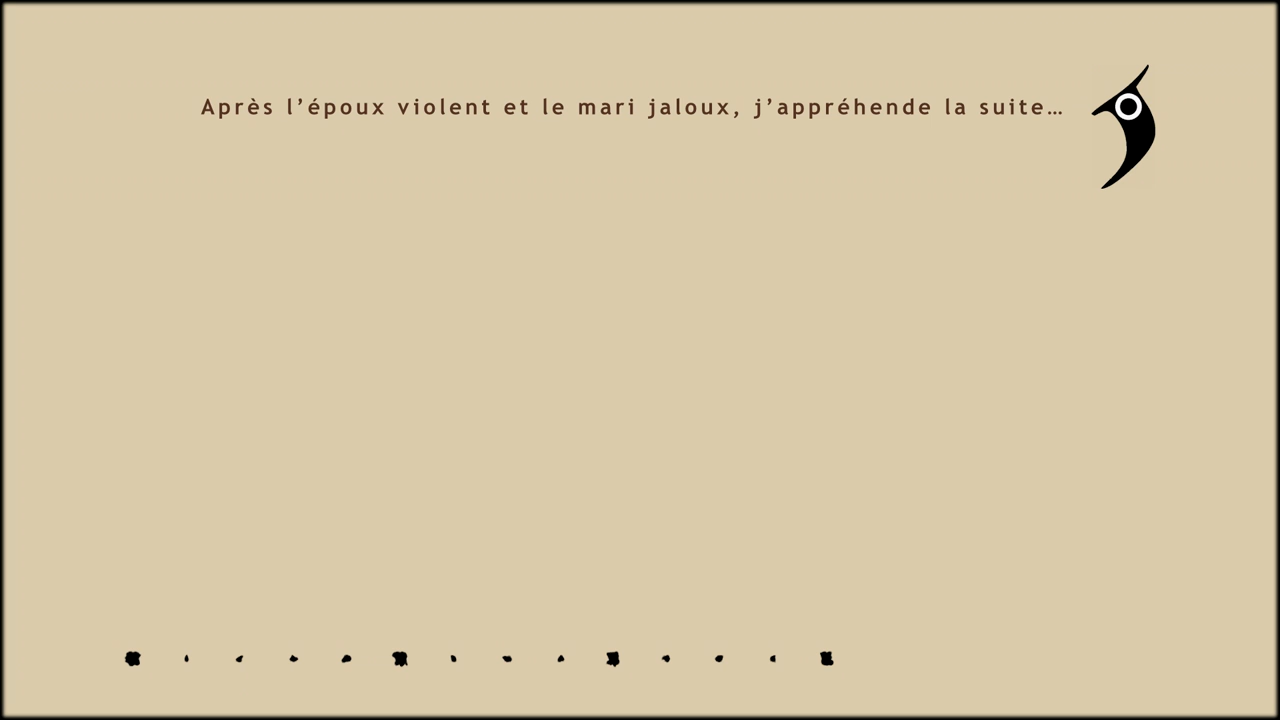 Après l’époux violent et le mari jaloux, j’appréhende la suite…